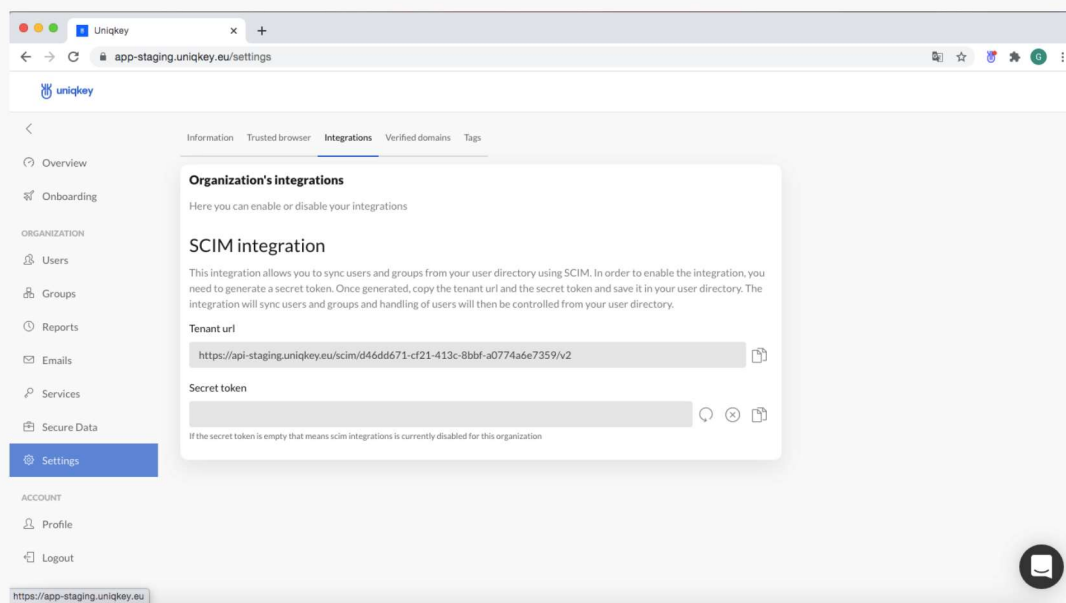 Uniqkey
app-staging.uniqkey.eu/settings
G
uniqkey
Information Trusted browser Integrations Verified domains Tags
Overview
Onboarding
ORGANIZATION
Users
Groups
Reports
Emails
Services
Secure Data
Settings
ACCOUNT
Profile
Logout
Organization's integrations
Here you can enable or disable your integrations
SCIM integration
This integration allows you to sync users and groups from your user directory using SCIM. In order to enable the integration, you
need to generate a secret token. Once generated, copy the tenant url and the secret token and save it in your user directory. The
integration will sync users and groups and handling of users will then be controlled from your user directory.
Tenant url
https://api-staging.uniqkey.eu/scim/d46dd671-cf21-413c-8bbf-a0774a6e7359/v2
Secret token
If the secret token is empty that means scim integrations is currently disabled for this organization
https://app-staging.uniqkey.eu